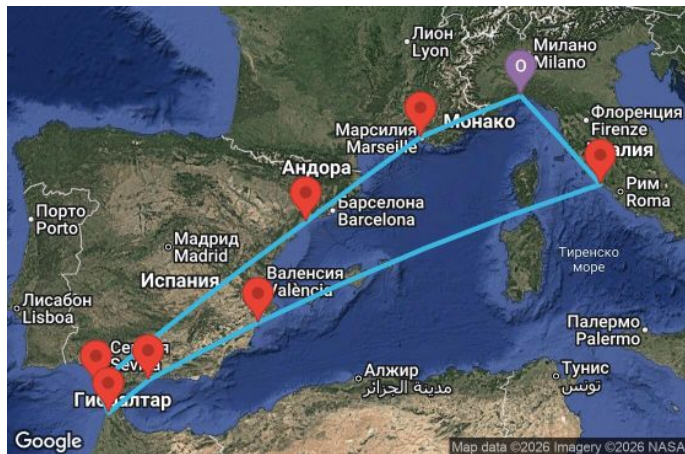 Лион
Lyon
Милано
Milano
О
Марсилия
Marseille
Монако
Флоренция
Firenze
Андора
Рим
Roma
Порто
Porto
Барселона
Barcelona
Мадрид
Madrid
Испания
Валенсия
València
Тиренско
море
Лисабон
Lisboa
Палермо
Palermo
Гибралтар
Алжир
مدينة الجزائر
Тунис
تونس
Google
Map data ©2026 Imagery ©2026 NASA